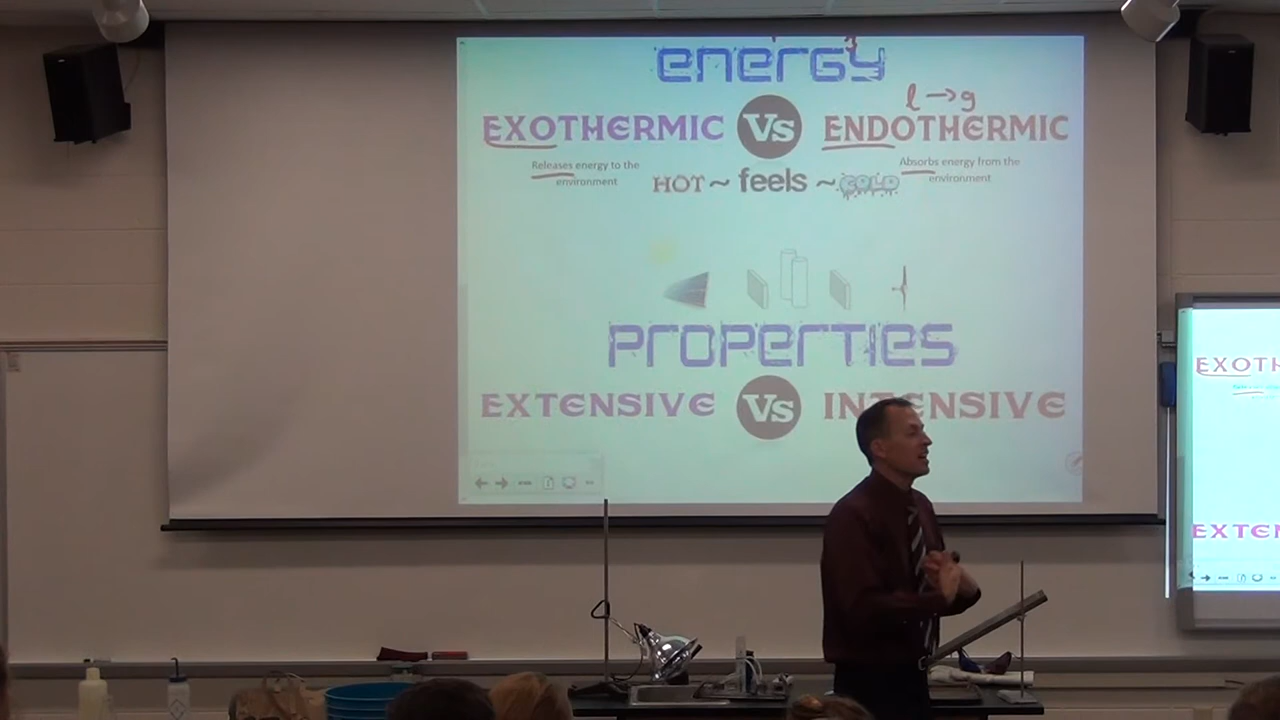 energy
l → g
EXOTHERMIC Vs ENDOTHERMIC
Releases energy to the
environment
HOT ~ feels ~ COLD
Absorbs energy from the
environment
PROPERTIES
EXTENSIVE Vs INTENSIVE
EXOTH
EXTEN